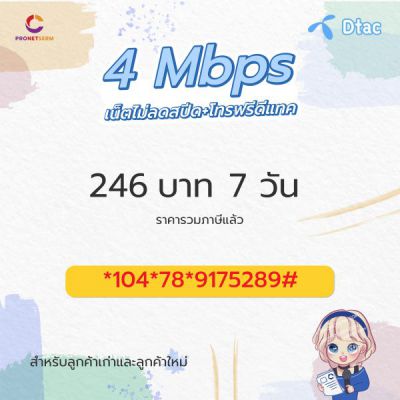 PRONETSERM
Dtac
4 Mbps
เน็ตไม่ลดสปีด+โทรฟรีดีแทค
246 บาท 7 วัน
ราคารวมภาษีแล้ว
*104*78*9175289#
สำหรับลูกค้าเก่าและลูกค้าใหม่